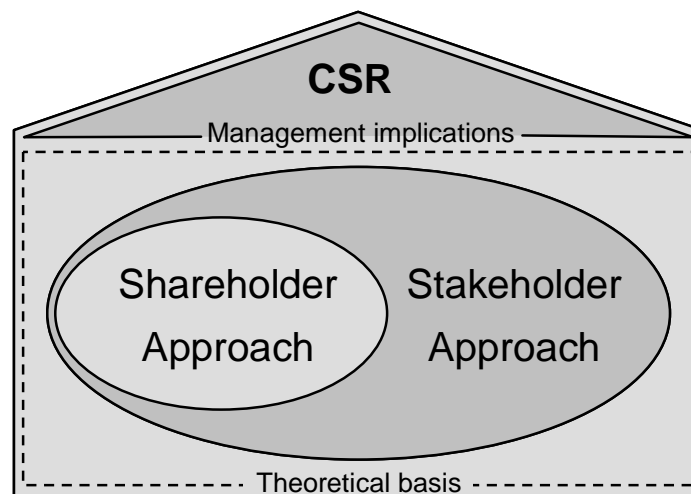 CSR
Management implications
Shareholder
Approach
Stakeholder
Approach
Theoretical basis